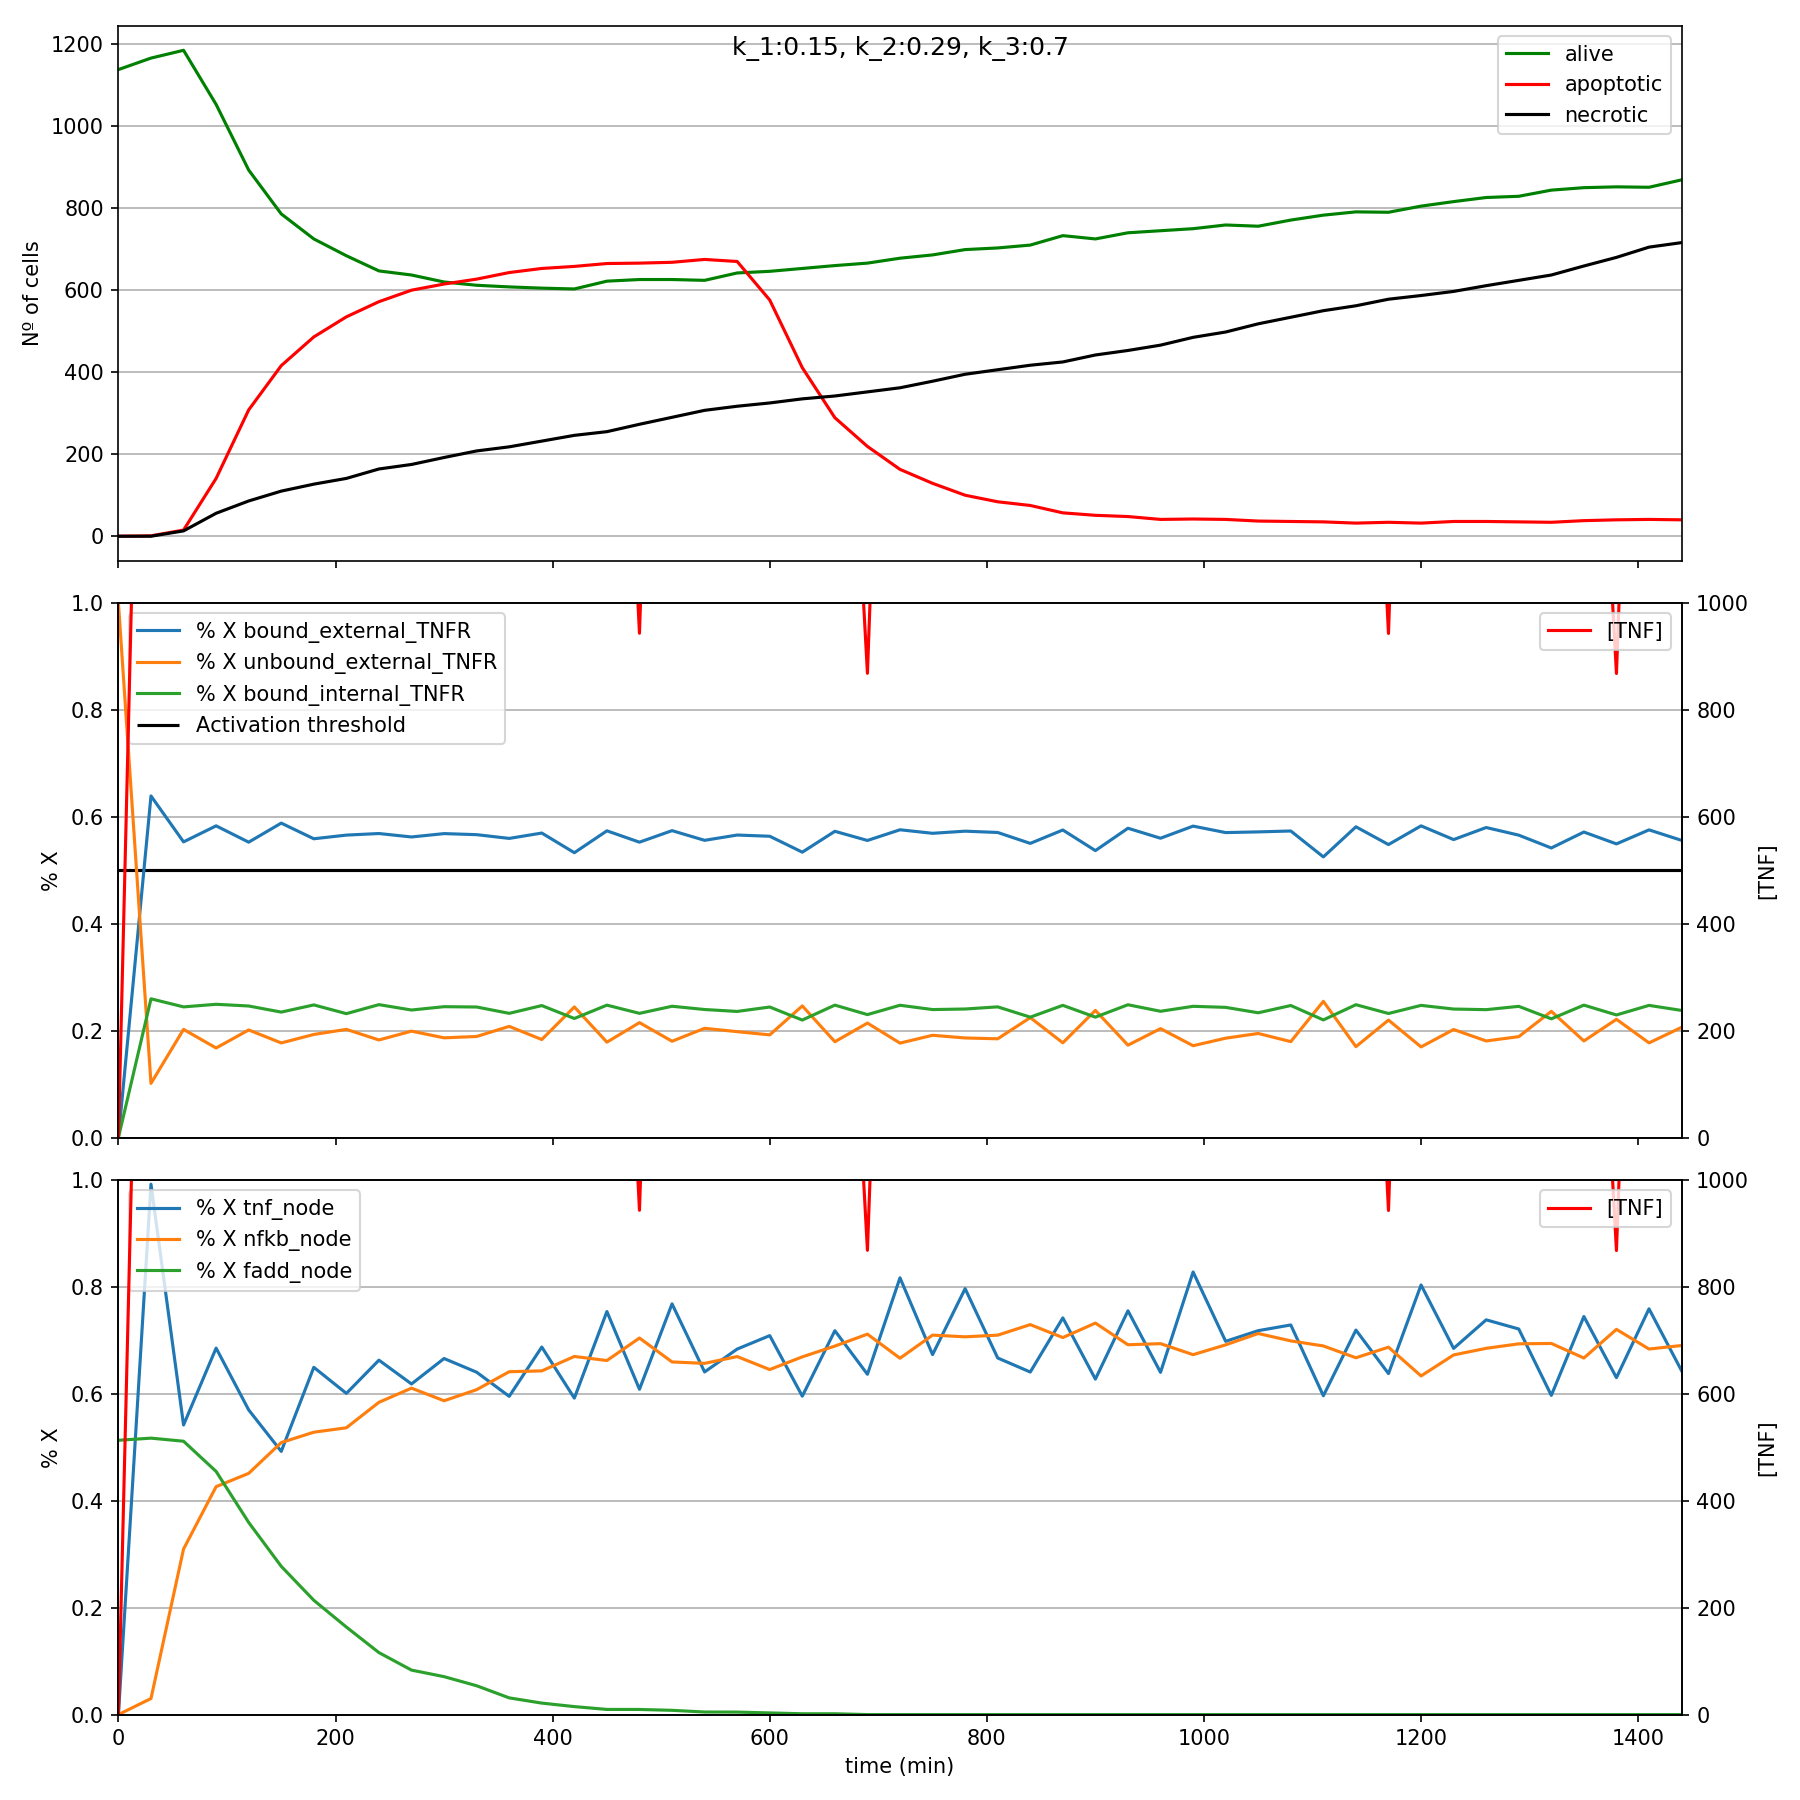 k_1:0.15, k_2:0.29, k_3:0.7
alive
apoptotic
necrotic
Nº of cells
1200
1000
800
600
400
200
0
% X bound_external_TNFR
% X unbound_external_TNFR
% X bound_internal_TNFR
Activation threshold
[TNF]
% X
1.0
0.8
0.6
0.4
0.2
0.0
1000
800
600
400
200
0
[TNF]
% X tnf_node
% X nfkb_node
% X fadd_node
[TNF]
% X
1.0
0.8
0.6
0.4
0.2
0.0
1000
800
600
400
200
0
[TNF]
0 200 400 600 800 1000 1200 1400
time (min)